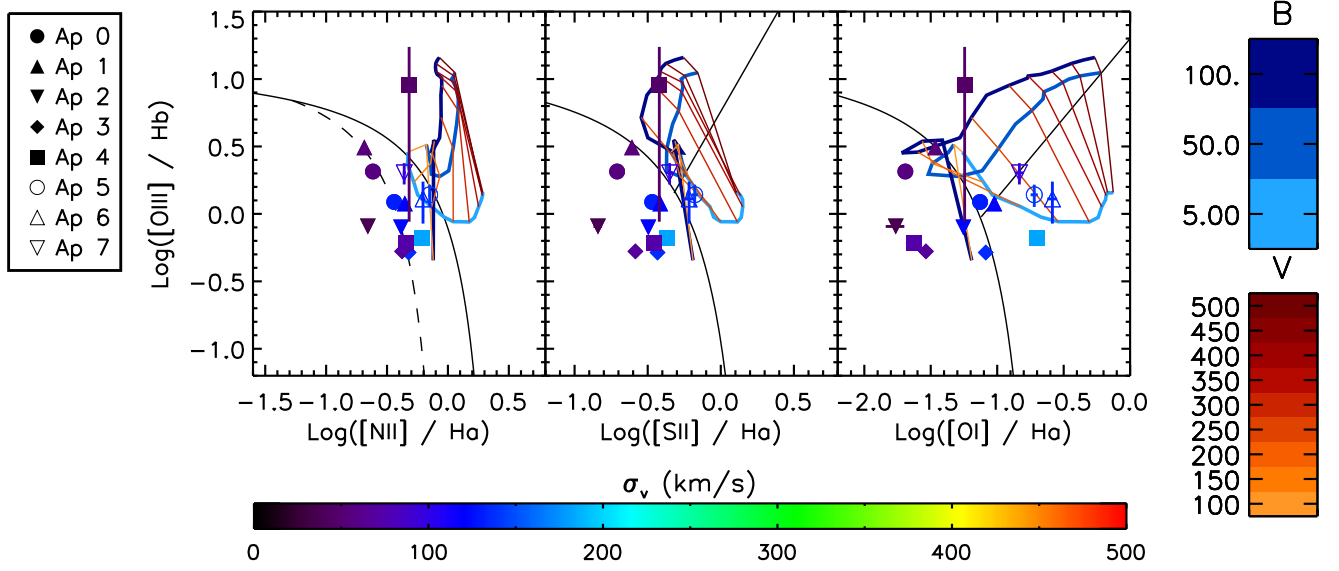 Ap 0
Ap 1
Ap 2
Ap 3
Ap 4
Ap 5
Ap 6
Ap 7
Log([OIII] / Hb)
1.5
1.0
0.5
0.0
−0.5
−1.0
−1.5 −1.0 −0.5 0.0 0.5
Log([NII] / Ha)
−1.0 −0.5 0.0 0.5
Log([SII] / Ha)
−2.0 −1.5 −1.0 −0.5 0.0
Log([OI] / Ha)
B
100.
50.0
5.00
V
500
450
400
350
300
250
200
150
100
σv (km/s)
0 100 200 300 400 500